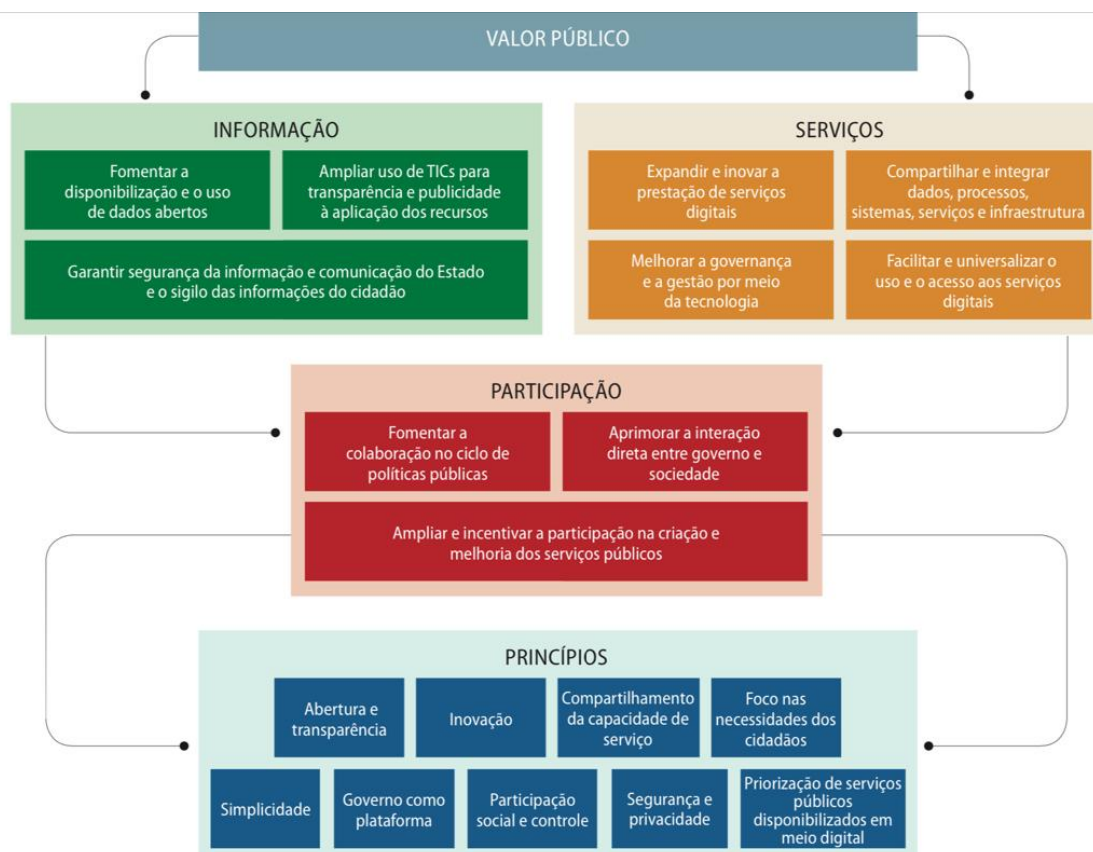 VALOR PÚBLICO
INFORMAÇÃO
Fomentar a
disponibilização e o uso
de dados abertos
Ampliar uso de TICs para
transparência e publicidade
à aplicação dos recursos
Garantir segurança da informação e comunicação do Estado
e o sigilo das informações do cidadão
SERVIÇOS
Expandir e inovar a
prestação de serviços
digitais
Compartilhar e integrar
dados, processos,
sistemas, serviços e infraestrutura
Melhorar a governança
e a gestão por meio
da tecnologia
Facilitar e universalizar o
uso e o acesso aos serviços
digitais
PARTICIPAÇÃO
Fomentar a
colaboração no ciclo de
políticas públicas
Aprimorar a interação
direta entre governo e
sociedade
Ampliar e incentivar a participação na criação e
melhoria dos serviços públicos
PRINCÍPIOS
Abertura e
transparência
Inovação
Compartilhamento
da capacidade de
serviço
Foco nas
necessidades dos
cidadãos
Simplicidade
Governo como
plataforma
Participação
social e controle
Segurança e
privacidade
Priorização de serviços
públicos
disponibilizados em
meio digital